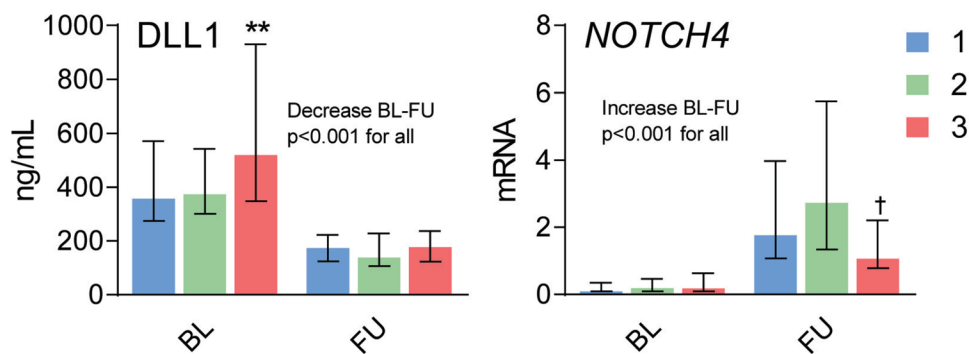 DLL1
**
ng/mL
1000
800
600
400
200
0
Decrease BL-FU
p<0.001 for all
BL
FU
NOTCH4
mRNA
8
6
4
2
0
Increase BL-FU
p<0.001 for all
†
BL
FU
1
2
3